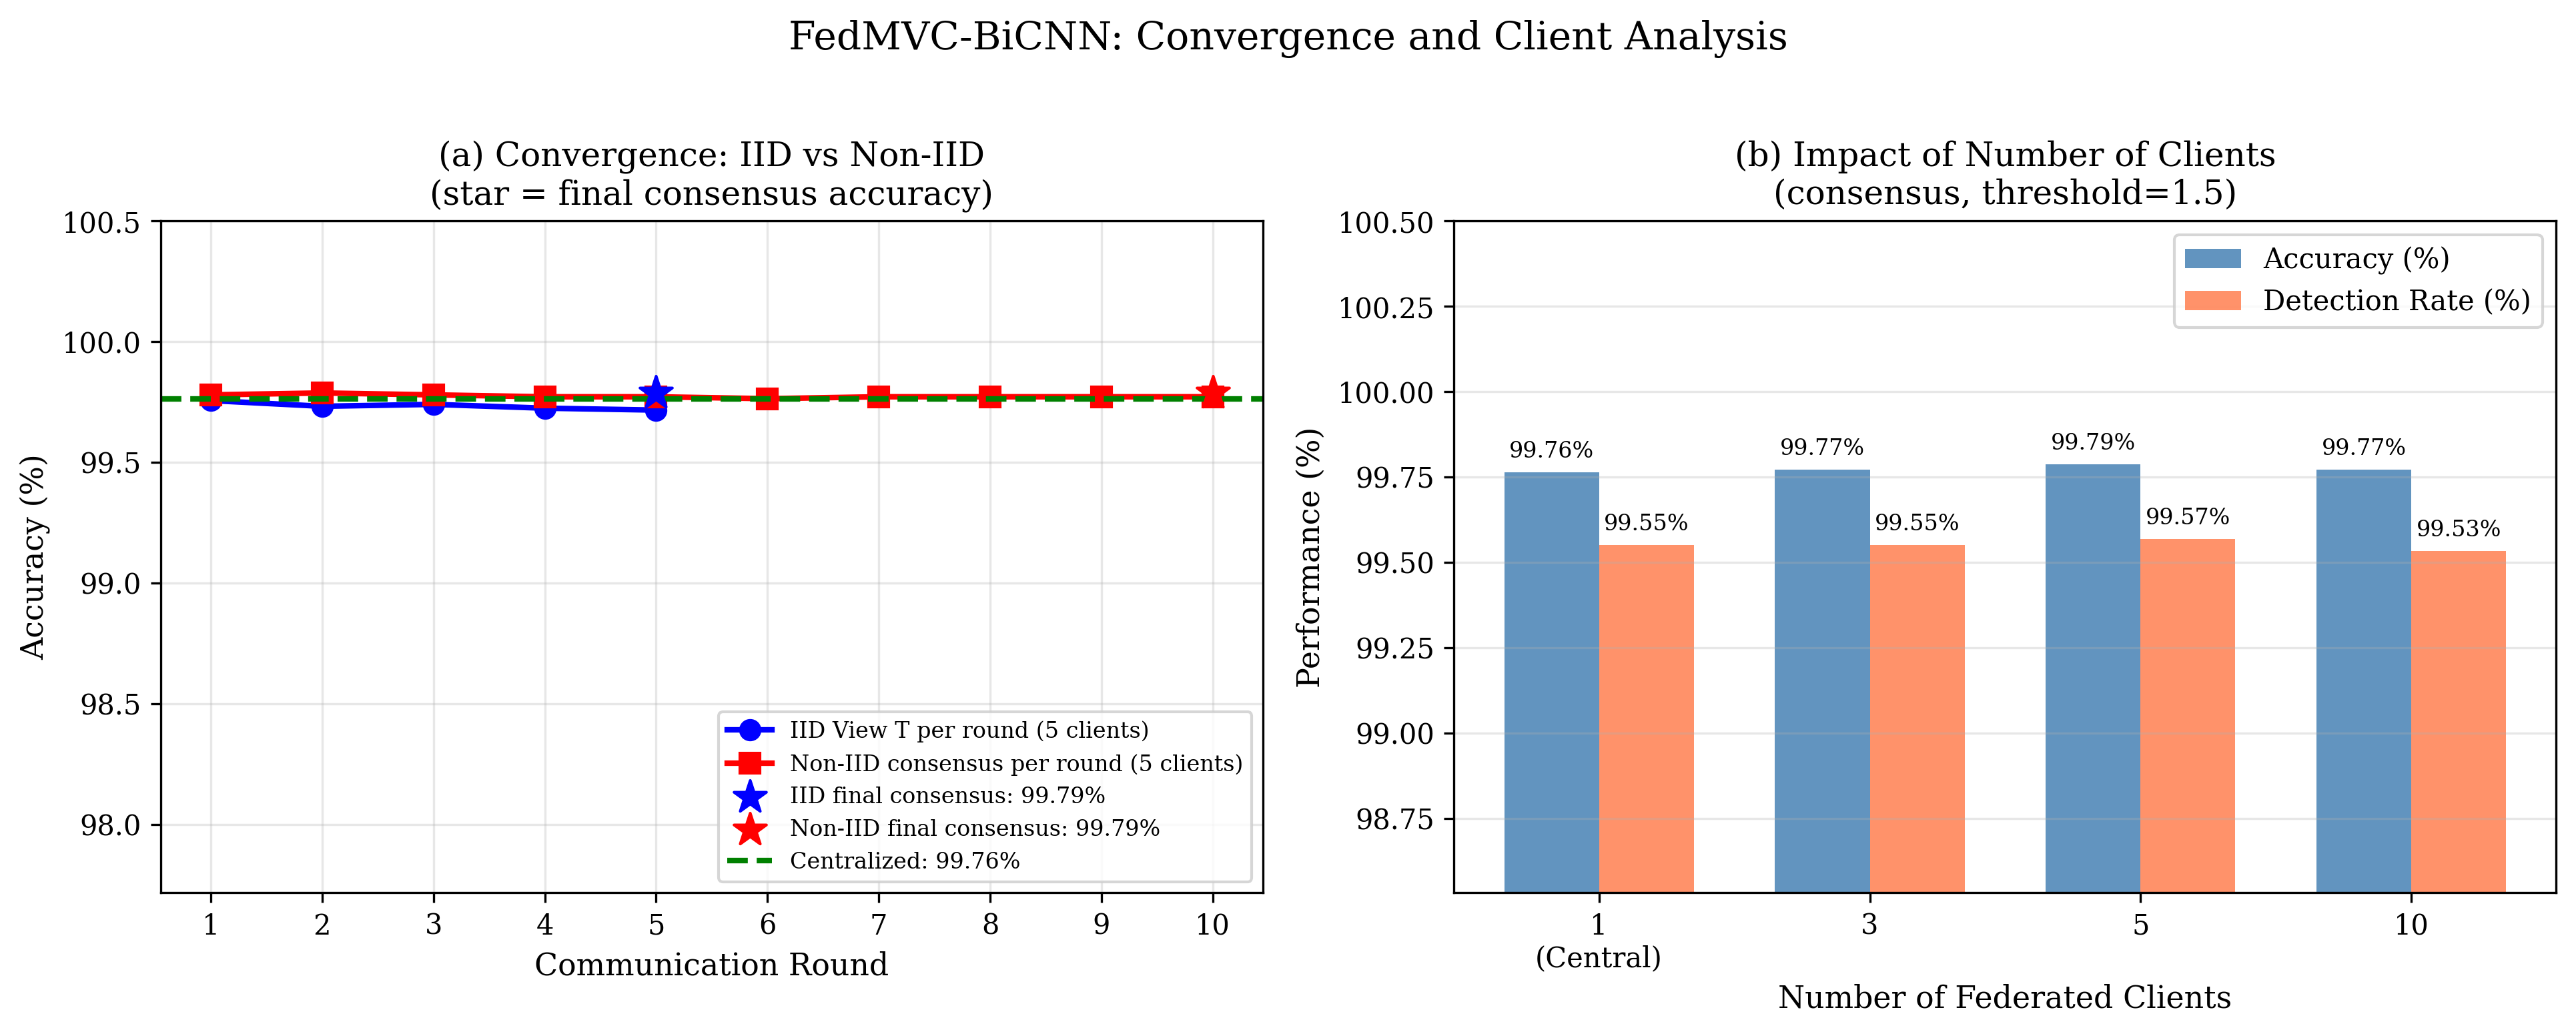 FedMVC-BiCNN: Convergence and Client Analysis
(a) Convergence: IID vs Non-IID
(star = final consensus accuracy)
Accuracy (%)
100.5
100.0
99.5
99.0
98.5
98.0
IID View T per round (5 clients)
Non-IID consensus per round (5 clients)
IID final consensus: 99.79%
Non-IID final consensus: 99.79%
Centralized: 99.76%
1 2 3 4 5 6 7 8 9 10
Communication Round
(b) Impact of Number of Clients
(consensus, threshold=1.5)
Performance (%)
100.50
100.25
100.00
99.75
99.50
99.25
99.00
98.75
Accuracy (%)
Detection Rate (%)
99.76% 99.77% 99.79% 99.77%
99.55% 99.55% 99.57% 99.53%
1 3 5 10
(Central)
Number of Federated Clients